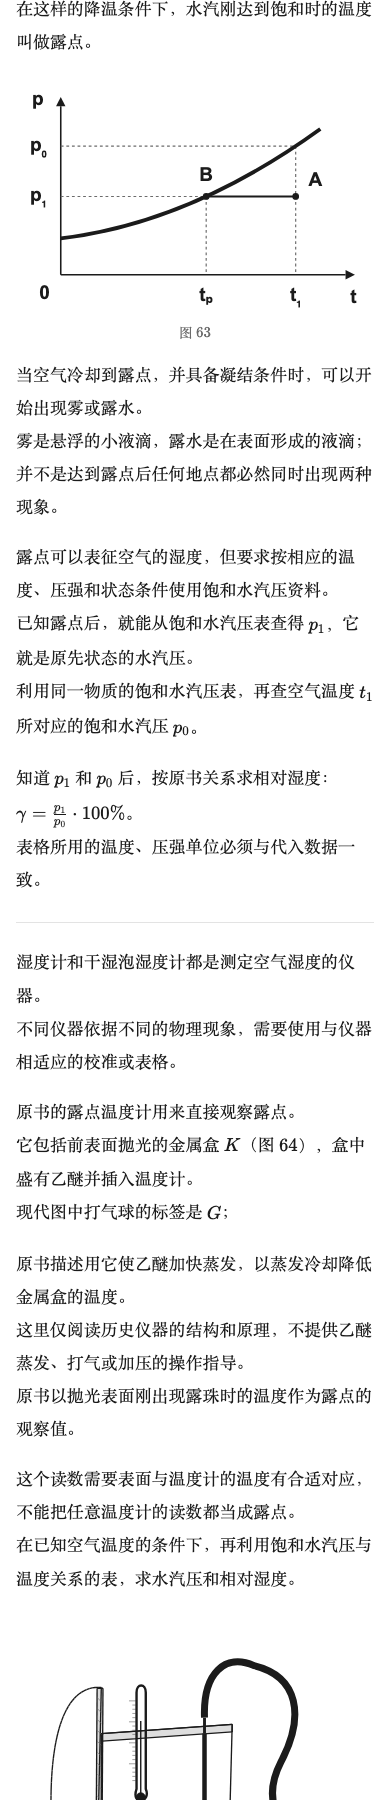 在这样的降温条件下，水汽刚达到饱和时的温度
叫做露点。
p
p₀
B
A
p₁
0
tₚ
t₁
t
图 63
当空气冷却到露点，并具备凝结条件时，可以开
始出现雾或露水。
雾是悬浮的小液滴，露水是在表面形成的液滴；
并不是达到露点后任何地点都必然同时出现两种
现象。
露点可以表征空气的湿度，但要求按相应的温
度、压强和状态条件使用饱和水汽压资料。
已知露点后，就能从饱和水汽压表查得 p₁，它
就是原先状态的水汽压。
利用同一物质的饱和水汽压表，再查空气温度 t₁
所对应的饱和水汽压 p₀。
知道 p₁ 和 p₀ 后，按原书关系求相对湿度：
γ = p₁/p₀ · 100%。
表格所用的温度、压强单位必须与代入数据一
致。
湿度计和干湿泡湿度计都是测定空气湿度的仪
器。
不同仪器依据不同的物理现象，需要使用与仪器
相适应的校准或表格。
原书的露点温度计用来直接观察露点。
它包括前表面抛光的金属盒 K（图 64），盒中
盛有乙醚并插入温度计。
现代图中打气球的标签是 G；
原书描述用它使乙醚加快蒸发，以蒸发冷却降低
金属盒的温度。
这里仅阅读历史仪器的结构和原理，不提供乙醚
蒸发、打气或加压的操作指导。
原书以抛光表面刚出现露珠时的温度作为露点的
观察值。
这个读数需要表面与温度计的温度有合适对应，
不能把任意温度计的读数都当成露点。
在已知空气温度的条件下，再利用饱和水汽压与
温度关系的表，求水汽压和相对湿度。